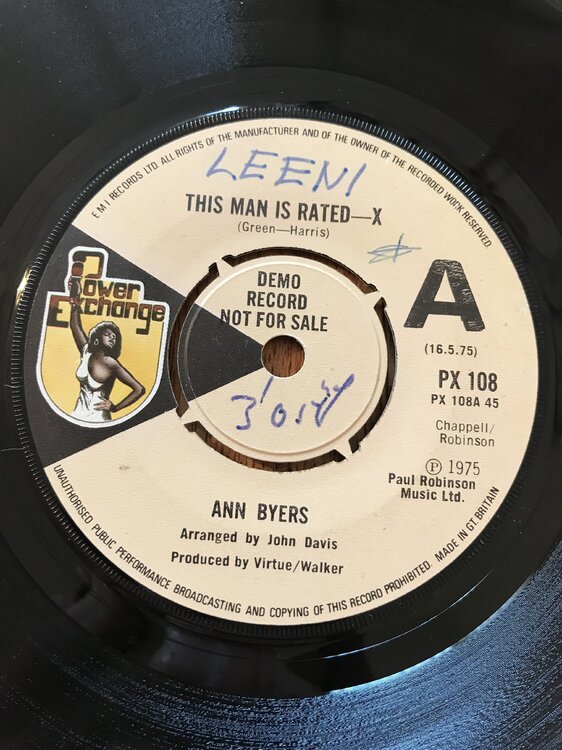 E M I RECORDS LTD ALL RIGHTS OF THE MANUFACTURER AND OF THE OWNER OF THE RECORDED WORK RESERVED
LEENI
THIS MAN IS RATED—X
(Green—Harris)
DEMO
RECORD
NOT FOR SALE
A
Power
Exchange
(16.5.75)
PX 108
PX 108A 45
Chappell/
Robinson
℗ 1975
Paul Robinson
Music Ltd.
ANN BYERS
Arranged by John Davis
Produced by Virtue/Walker
UNAUTHORISED PUBLIC PERFORMANCE BROADCASTING AND COPYING OF THIS RECORD PROHIBITED. MADE IN GT. BRITAIN